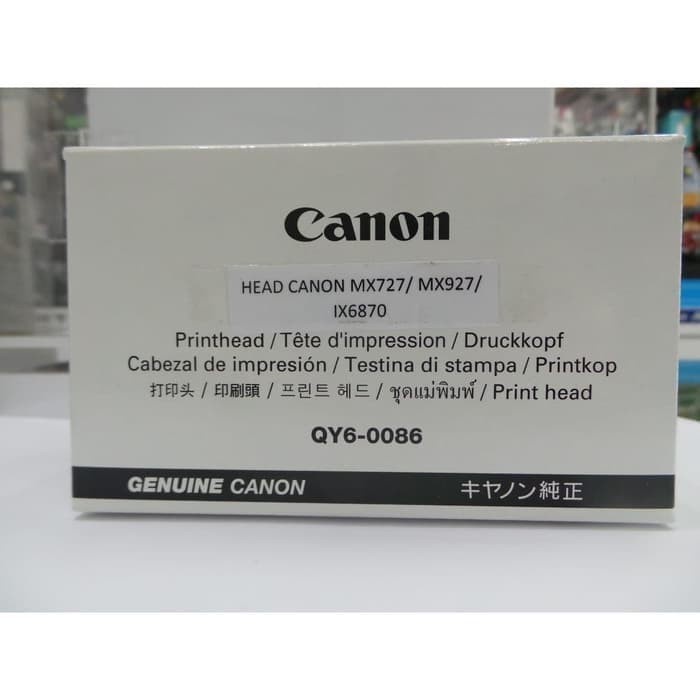 Canon
HEAD CANON MX727/ MX927/
IX6870
Printhead / Tête d'impression / Druckkopf
Cabezal de impresión / Testina di stampa / Printkop
打印头 / 印刷頭 / 프린트 헤드 / ชุดแม่พิมพ์ / Print head
QY6-0086
GENUINE CANON キヤノン純正